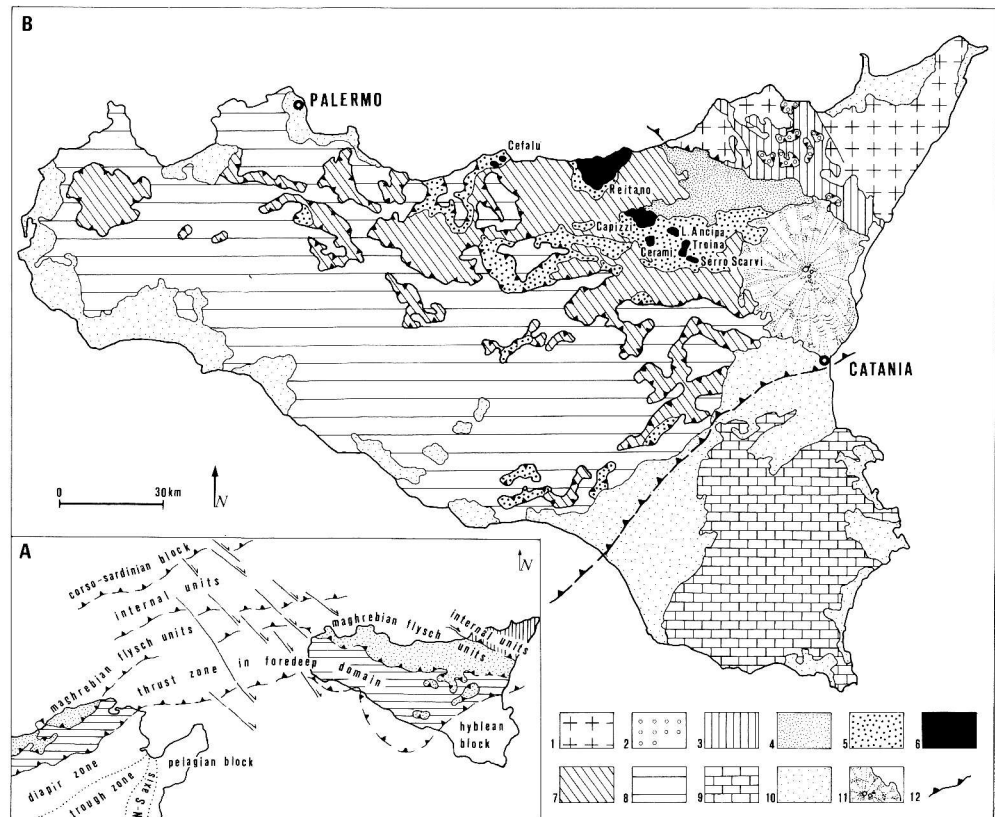 B
PALERMO
Cefalu
Reitano
Capizzi
L. Ancipa
Troina
Cerami
Serro Scarvi
CATANIA
0 30km
N
A
N
corso-sardinian block
internal units
maghrebian flysch units
maghrebian flysch units
internal units
thrust zone in foredeep domain
hyblean block
pelagian block
diapir zone
trough zone
N-S axis
1 2 3 4 5 6
7 8 9 10 11 12